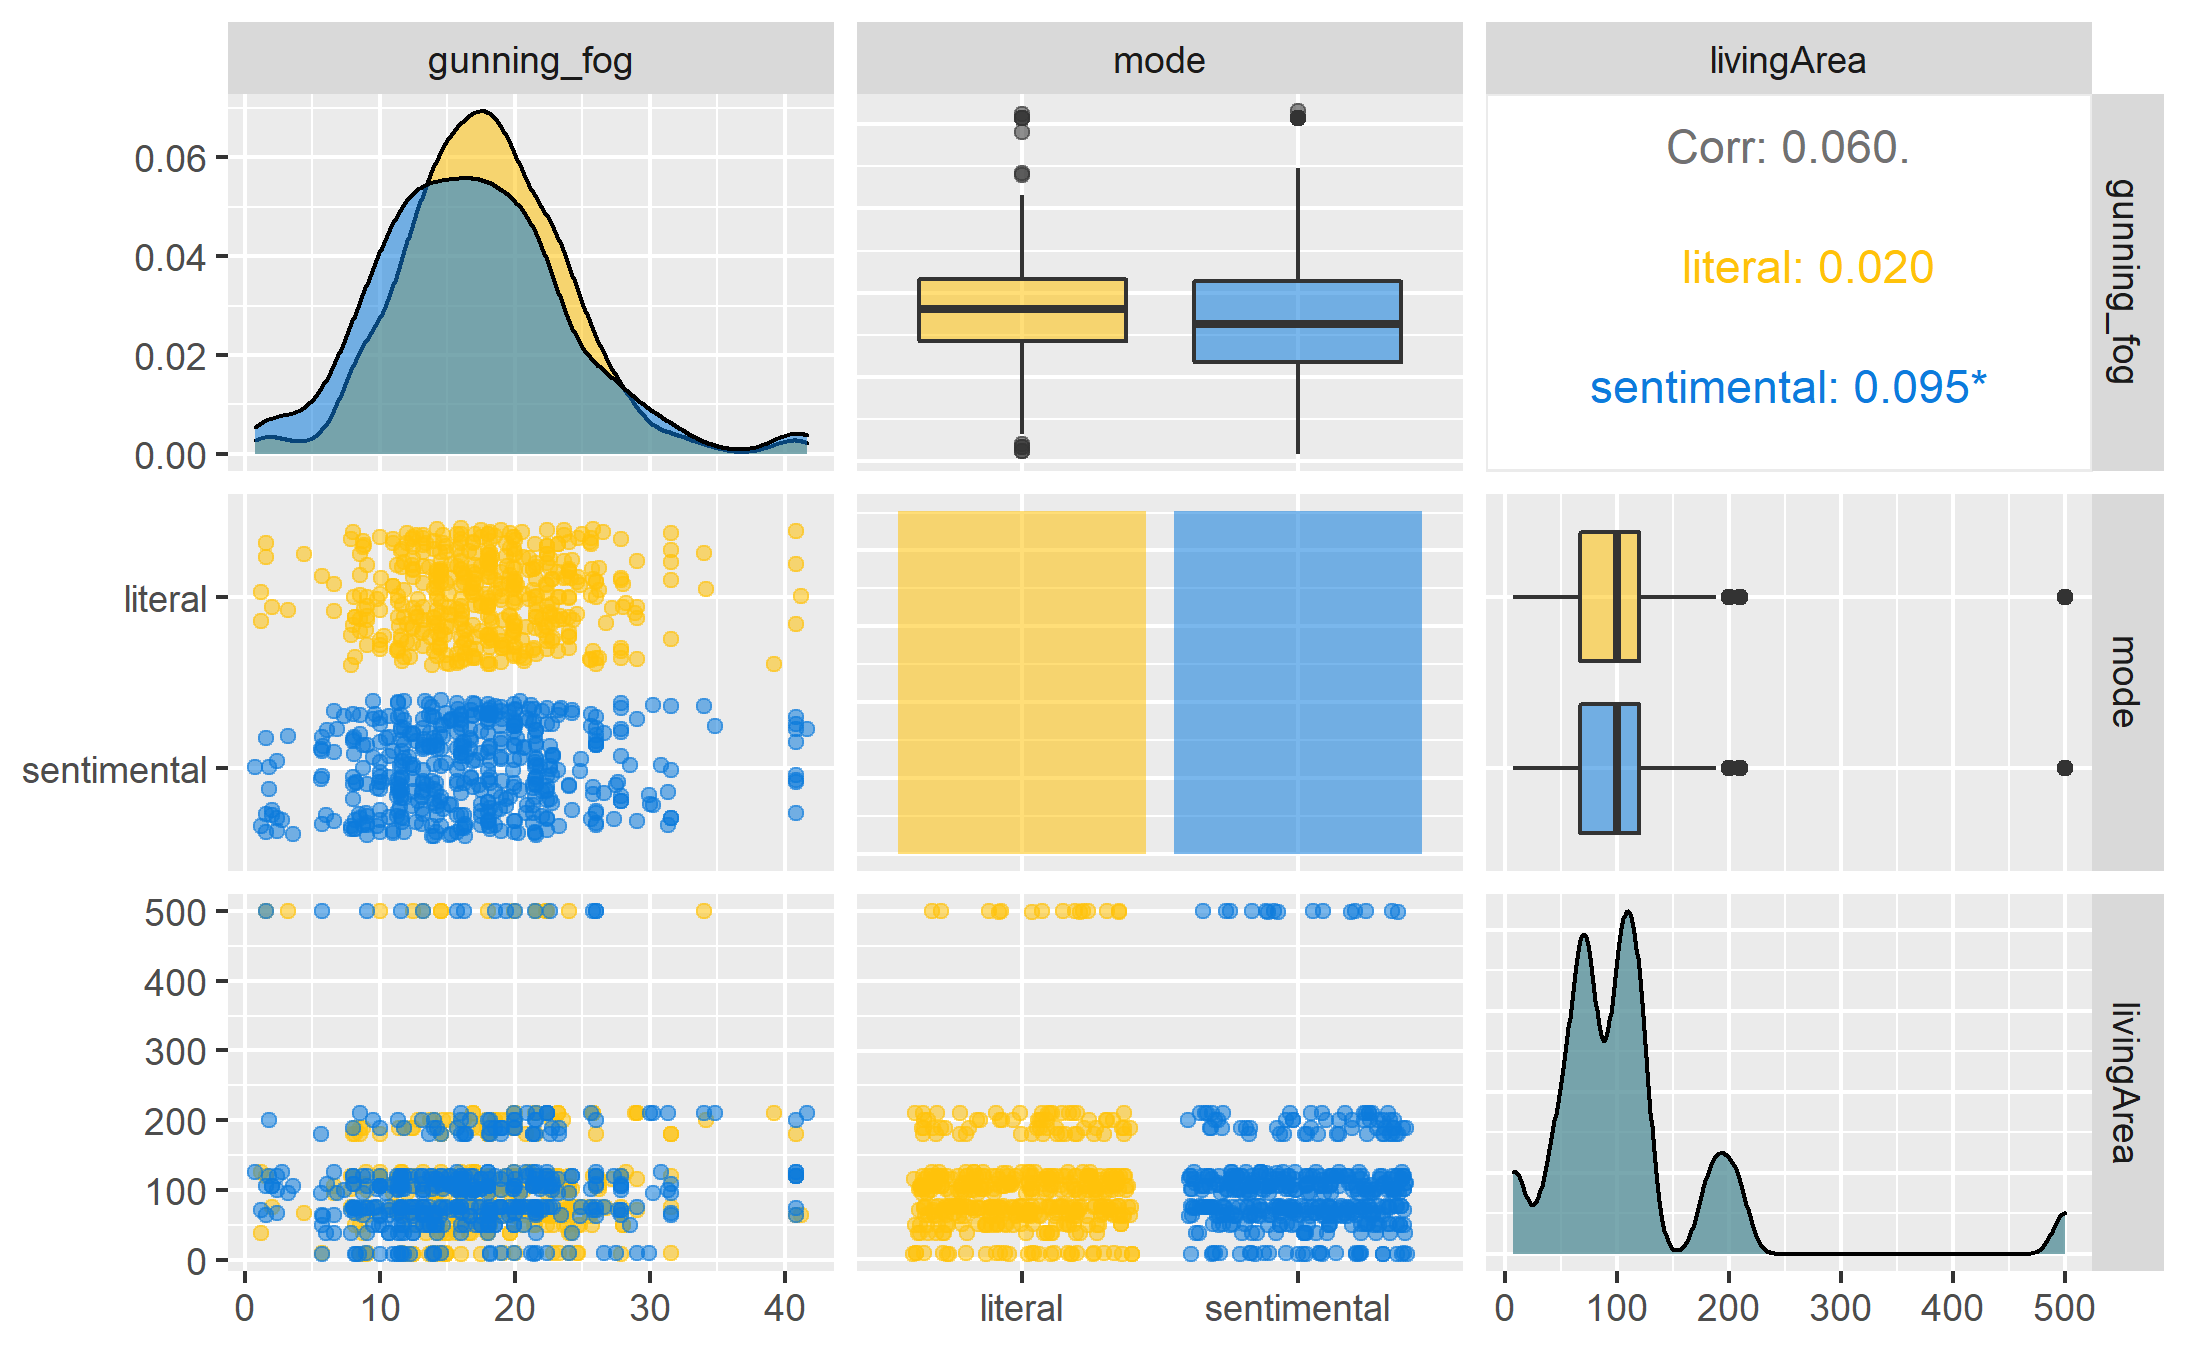 gunning_fog
mode
livingArea
0.06
0.04
0.02
0.00
Corr: 0.060.
literal: 0.020
sentimental: 0.095*
gunning_fog
literal
sentimental
mode
500
400
300
200
100
0
livingArea
0
10
20
30
40
literal
sentimental
0
100
200
300
400
500